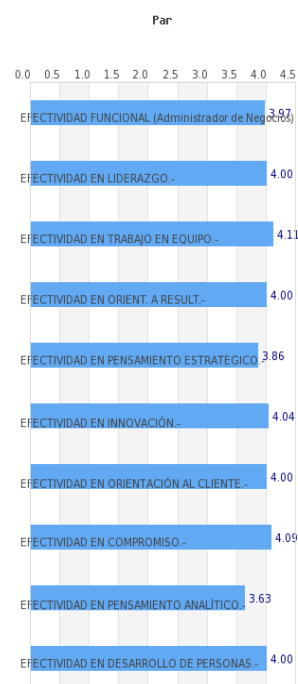 Par
0.0 0.5 1.0 1.5 2.0 2.5 3.0 3.5 4.0 4.5
EFECTIVIDAD FUNCIONAL (Administrador de Negocios) 3.97
EFECTIVIDAD EN LIDERAZGO.- 4.00
EFECTIVIDAD EN TRABAJO EN EQUIPO.- 4.11
EFECTIVIDAD EN ORIENT. A RESULT.- 4.00
EFECTIVIDAD EN PENSAMIENTO ESTRATEGICO.- 3.86
EFECTIVIDAD EN INNOVACIÓN.- 4.04
EFECTIVIDAD EN ORIENTACIÓN AL CLIENTE.- 4.00
EFECTIVIDAD EN COMPROMISO.- 4.09
EFECTIVIDAD EN PENSAMIENTO ANALÍTICO.- 3.63
EFECTIVIDAD EN DESARROLLO DE PERSONAS.- 4.00